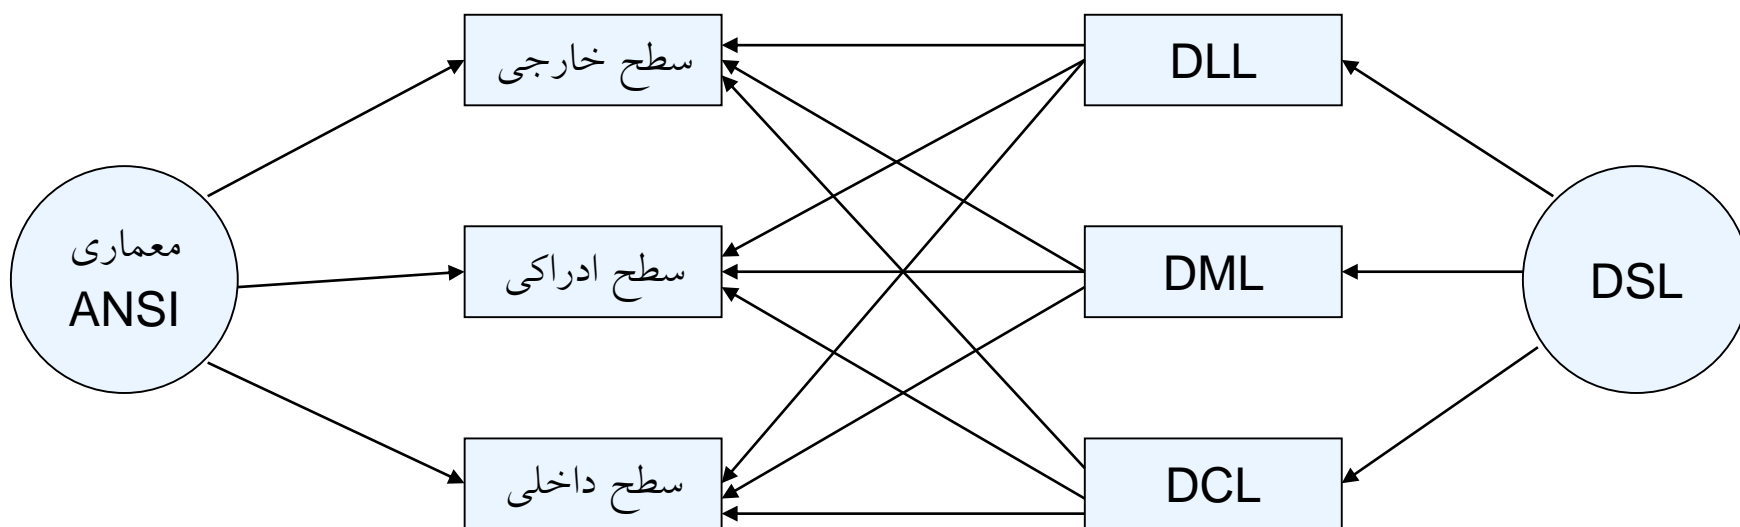 سطح خارجی
DLL
معماری
ANSI
سطح ادراکی
DML
DSL
سطح داخلی
DCL